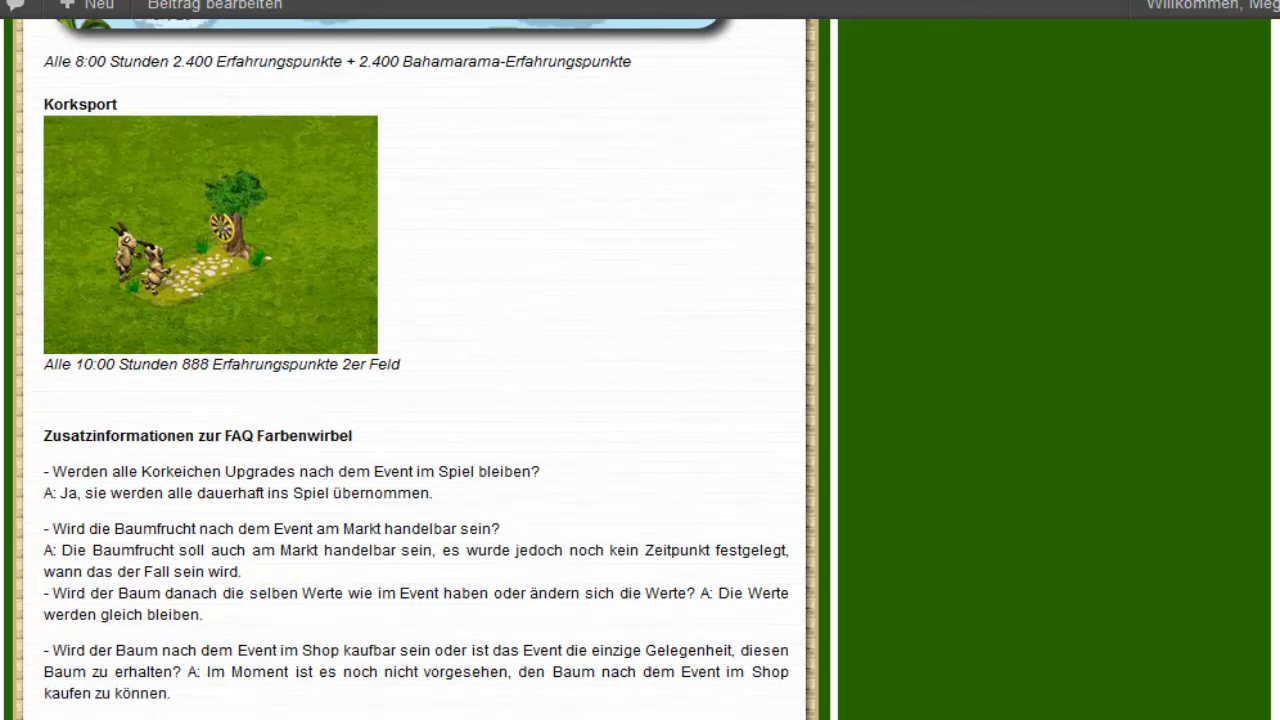 Neu Beitrag bearbeiten Willkommen, Meg
Alle 8:00 Stunden 2.400 Erfahrungspunkte + 2.400 Bahamarama-Erfahrungspunkte
Korksport
Alle 10:00 Stunden 888 Erfahrungspunkte 2er Feld
Zusatzinformationen zur FAQ Farbenwirbel
- Werden alle Korkeichen Upgrades nach dem Event im Spiel bleiben?
A: Ja, sie werden alle dauerhaft ins Spiel übernommen.
- Wird die Baumfrucht nach dem Event am Markt handelbar sein?
A: Die Baumfrucht soll auch am Markt handelbar sein, es wurde jedoch noch kein Zeitpunkt festgelegt,
wann das der Fall sein wird.
- Wird der Baum danach die selben Werte wie im Event haben oder ändern sich die Werte? A: Die Werte
werden gleich bleiben.
- Wird der Baum nach dem Event im Shop kaufbar sein oder ist das Event die einzige Gelegenheit, diesen
Baum zu erhalten? A: Im Moment ist es noch nicht vorgesehen, den Baum nach dem Event im Shop
kaufen zu können.